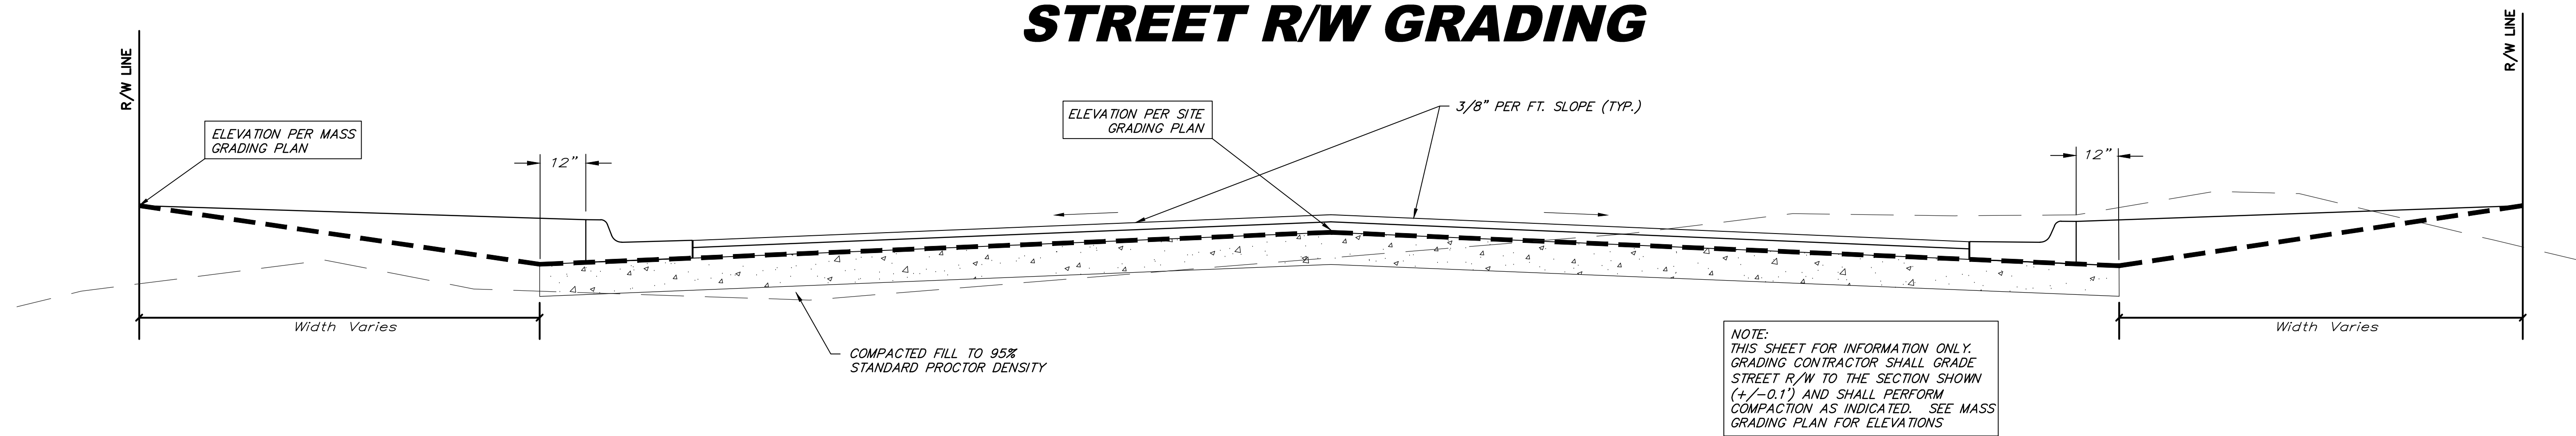 STREET R/W GRADING
R/W LINE
R/W LINE
ELEVATION PER MASS
GRADING PLAN
12"
ELEVATION PER SITE
GRADING PLAN
3/8" PER FT. SLOPE (TYP.)
12"
Width Varies
Width Varies
COMPACTED FILL TO 95%
STANDARD PROCTOR DENSITY
NOTE:
THIS SHEET FOR INFORMATION ONLY.
GRADING CONTRACTOR SHALL GRADE
STREET R/W TO THE SECTION SHOWN
(+/-0.1') AND SHALL PERFORM
COMPACTION AS INDICATED. SEE MASS
GRADING PLAN FOR ELEVATIONS